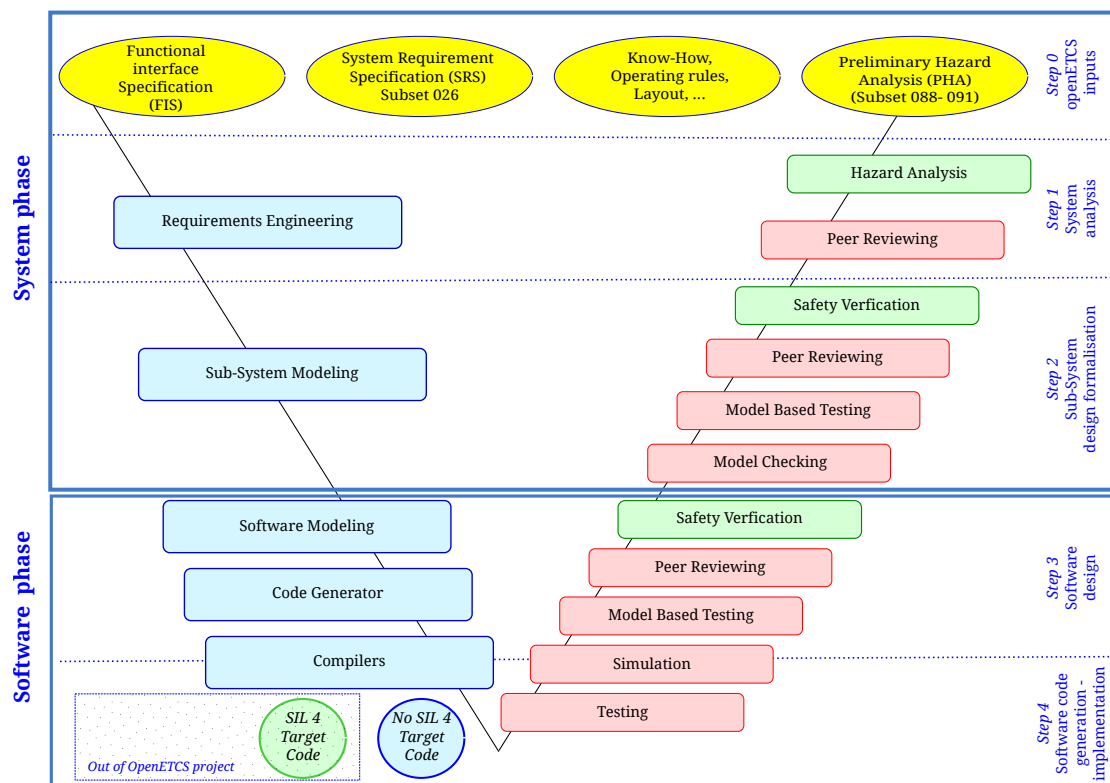 Functional
interface
Specification
(FIS)
System Requirement
Specification (SRS)
Subset 026
Know-How,
Operating rules,
Layout, ...
Preliminary Hazard
Analysis (PHA)
(Subset 088- 091)
Step 0
openETCS
inputs
System phase
Hazard Analysis
Requirements Engineering
Peer Reviewing
Step 1
System
analysis
Safety Verfication
Peer Reviewing
Sub-System Modeling
Model Based Testing
Model Checking
Step 2
Sub-System
design formalisation
Software phase
Software Modeling
Safety Verfication
Peer Reviewing
Code Generator
Model Based Testing
Step 3
Software
design
Compilers
Simulation
Testing
Step 4
Software code
generation -
implementation
SIL 4
Target
Code
No SIL 4
Target
Code
Out of OpenETCS project